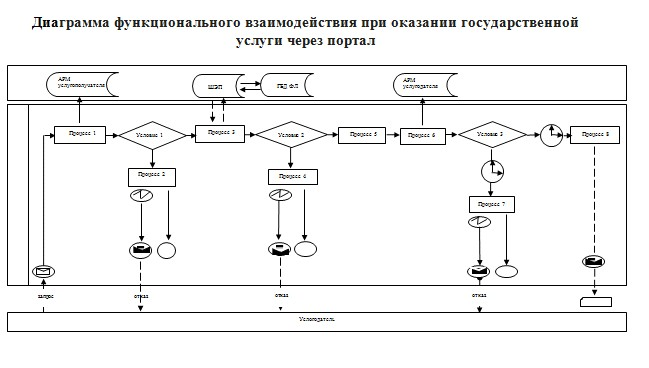 Диаграмма функционального взаимодействия при оказании государственной
услуги через портал
АРМ
услугополучателя
ШЭП
ГБД ФЛ
АРМ
услугодателя
Процесс 1
Условие 1
Процесс 3
Условие 2
Процесс 5
Процесс 6
Условие 3
Процесс 8
Процесс 2
Процесс 4
Процесс 7
запрос
отказ
отказ
отказ
Услугодатель